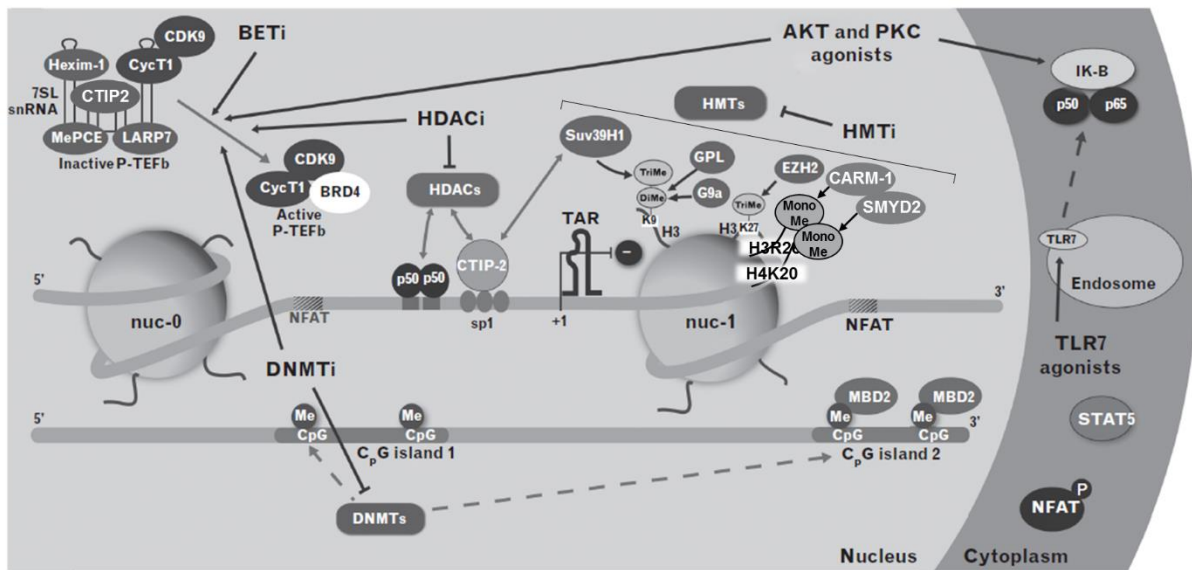 CDK9
Hexim-1
CycT1
7SL
snRNA
CTIP2
MePCE
LARP7
Inactive P-TEFb
BETi
CDK9
CycT1
BRD4
Active
P-TEFb
HDACi
HDACs
AKT and PKC
agonists
HMTs
HMTi
Suv39H1
GPL
G9a
TriMe
DiMe
K9
H3
EZH2
TriMe
H3
K27
CARM-1
SMYD2
Mono
Me
Mono
Me
H3R26
H4K20
TAR
–
+1
p50
p50
CTIP-2
sp1
5’
nuc-0
NFAT
nuc-1
NFAT
3’
DNMTi
5’
Me
CpG
Me
CpG
CpG island 1
MBD2
Me
CpG
MBD2
Me
CpG
3’
CpG island 2
DNMTs
Nucleus
Cytoplasm
IK-B
p50
p65
TLR7
Endosome
TLR7
agonists
STAT5
P
NFAT